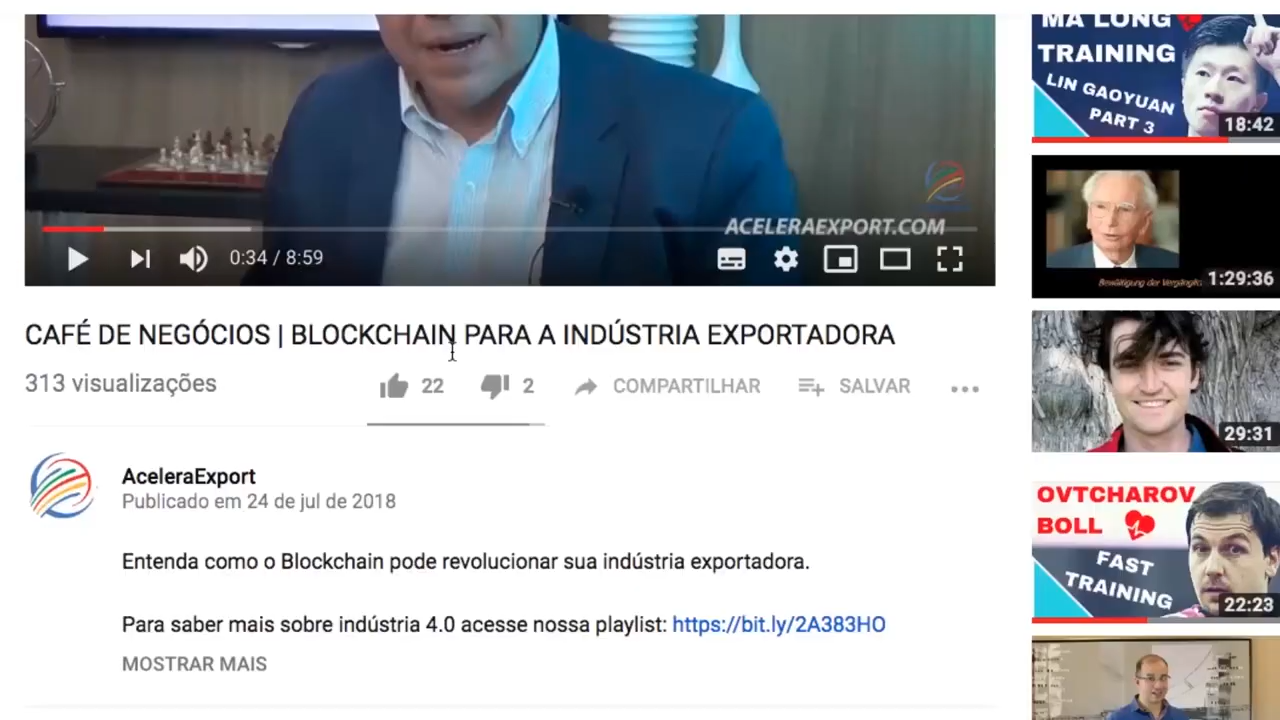 ACELERAEXPORT.COM
0:34 / 8:59
CAFÉ DE NEGÓCIOS | BLOCKCHAIN PARA A INDÚSTRIA EXPORTADORA
313 visualizações
22
2
COMPARTILHAR
SALVAR
AceleraExport
Publicado em 24 de jul de 2018
Entenda como o Blockchain pode revolucionar sua indústria exportadora.
Para saber mais sobre indústria 4.0 acesse nossa playlist: https://bit.ly/2A383HO
MOSTRAR MAIS
MA LONG
TRAINING
LIN GAOYUAN
PART 3
18:42
Bewältigung der
1:29:36
29:31
OVTCHAROV
BOLL
FAST
TRAINING
22:23